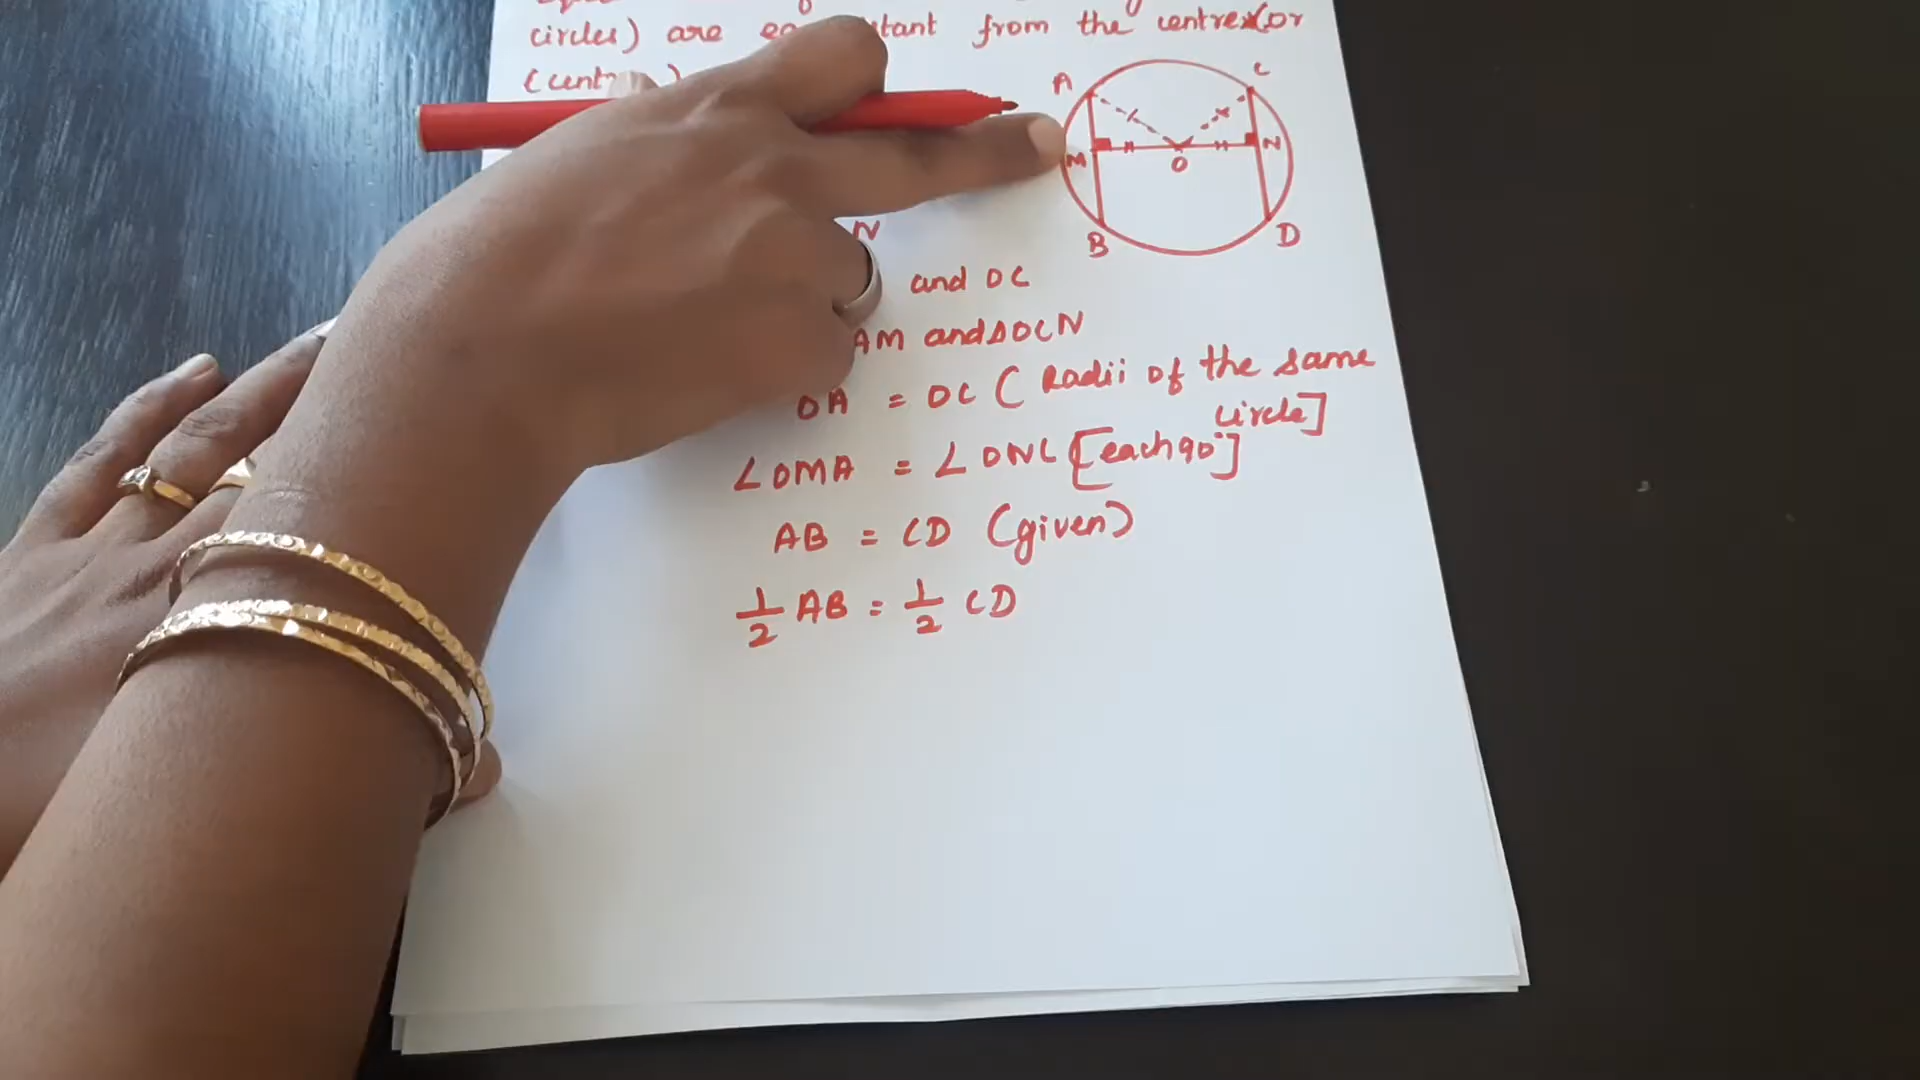 circles) are tant from the centre (or
A C
M O N
B D
N
and OC
AM and ΔOCN
OA = OC ( Radii of the same
circle]
∠OMA = ∠ONC [each 90°]
AB = CD (given)
1/2 AB = 1/2 CD